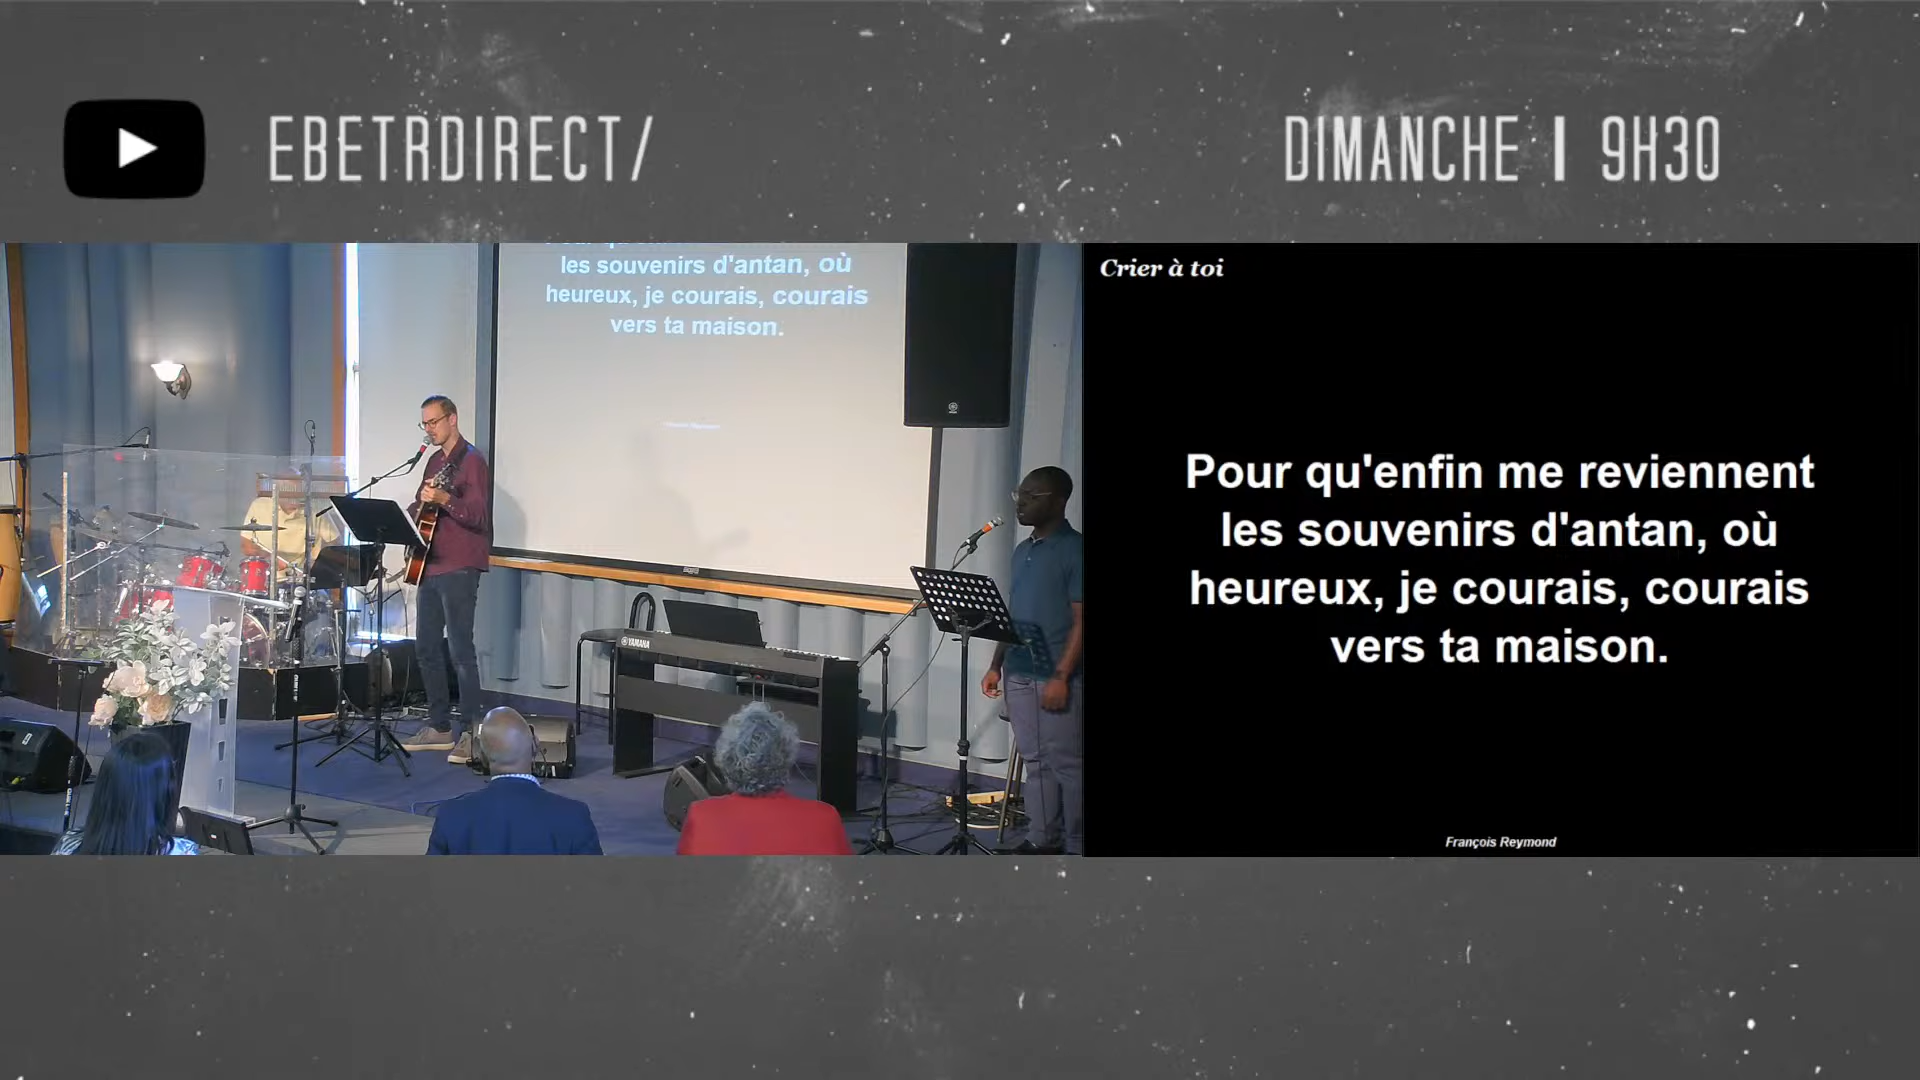 EBETRDIRECT/
DIMANCHE | 9H30
les souvenirs d'antan, où
heureux, je courais, courais
vers ta maison.
YAMAHA
Crier à toi
Pour qu'enfin me reviennent
les souvenirs d'antan, où
heureux, je courais, courais
vers ta maison.
François Reymond